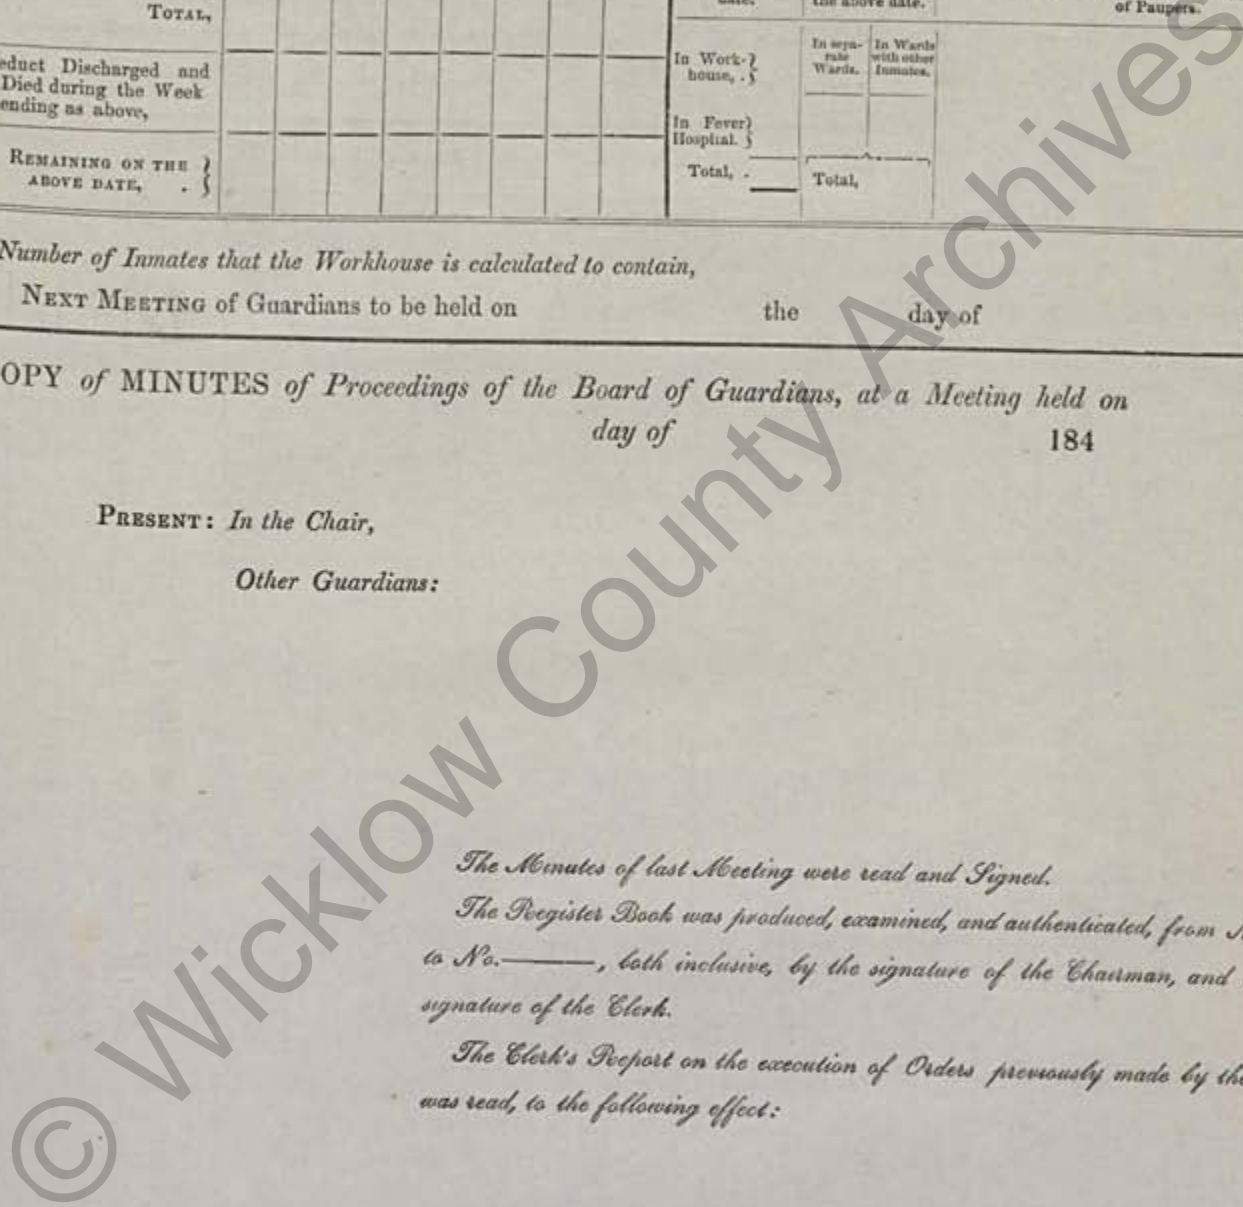 TOTAL,
educt Discharged and
Died during the Week
ending as above,
REMAINING ON THE
ABOVE DATE, .
date.
the above date.
of Paupers.
In Work-
house, .
In sepa-
rate
Wards.
In Wards
with other
Inmates.
In Fever
Hospital.
Total, .
Total,
Number of Inmates that the Workhouse is calculated to contain,
NEXT MEETING of Guardians to be held on the day of
OPY of MINUTES of Proceedings of the Board of Guardians, at a Meeting held on
day of 184
PRESENT: In the Chair,
Other Guardians:
The Minutes of last Meeting were read and Signed.
The Register Book was produced, examined, and authenticated, from
to No.———, both inclusive, by the signature of the Chairman, and
signature of the Clerk.
The Clerk's Report on the execution of Orders previously made by the
was read, to the following effect:
© Wicklow County Archives